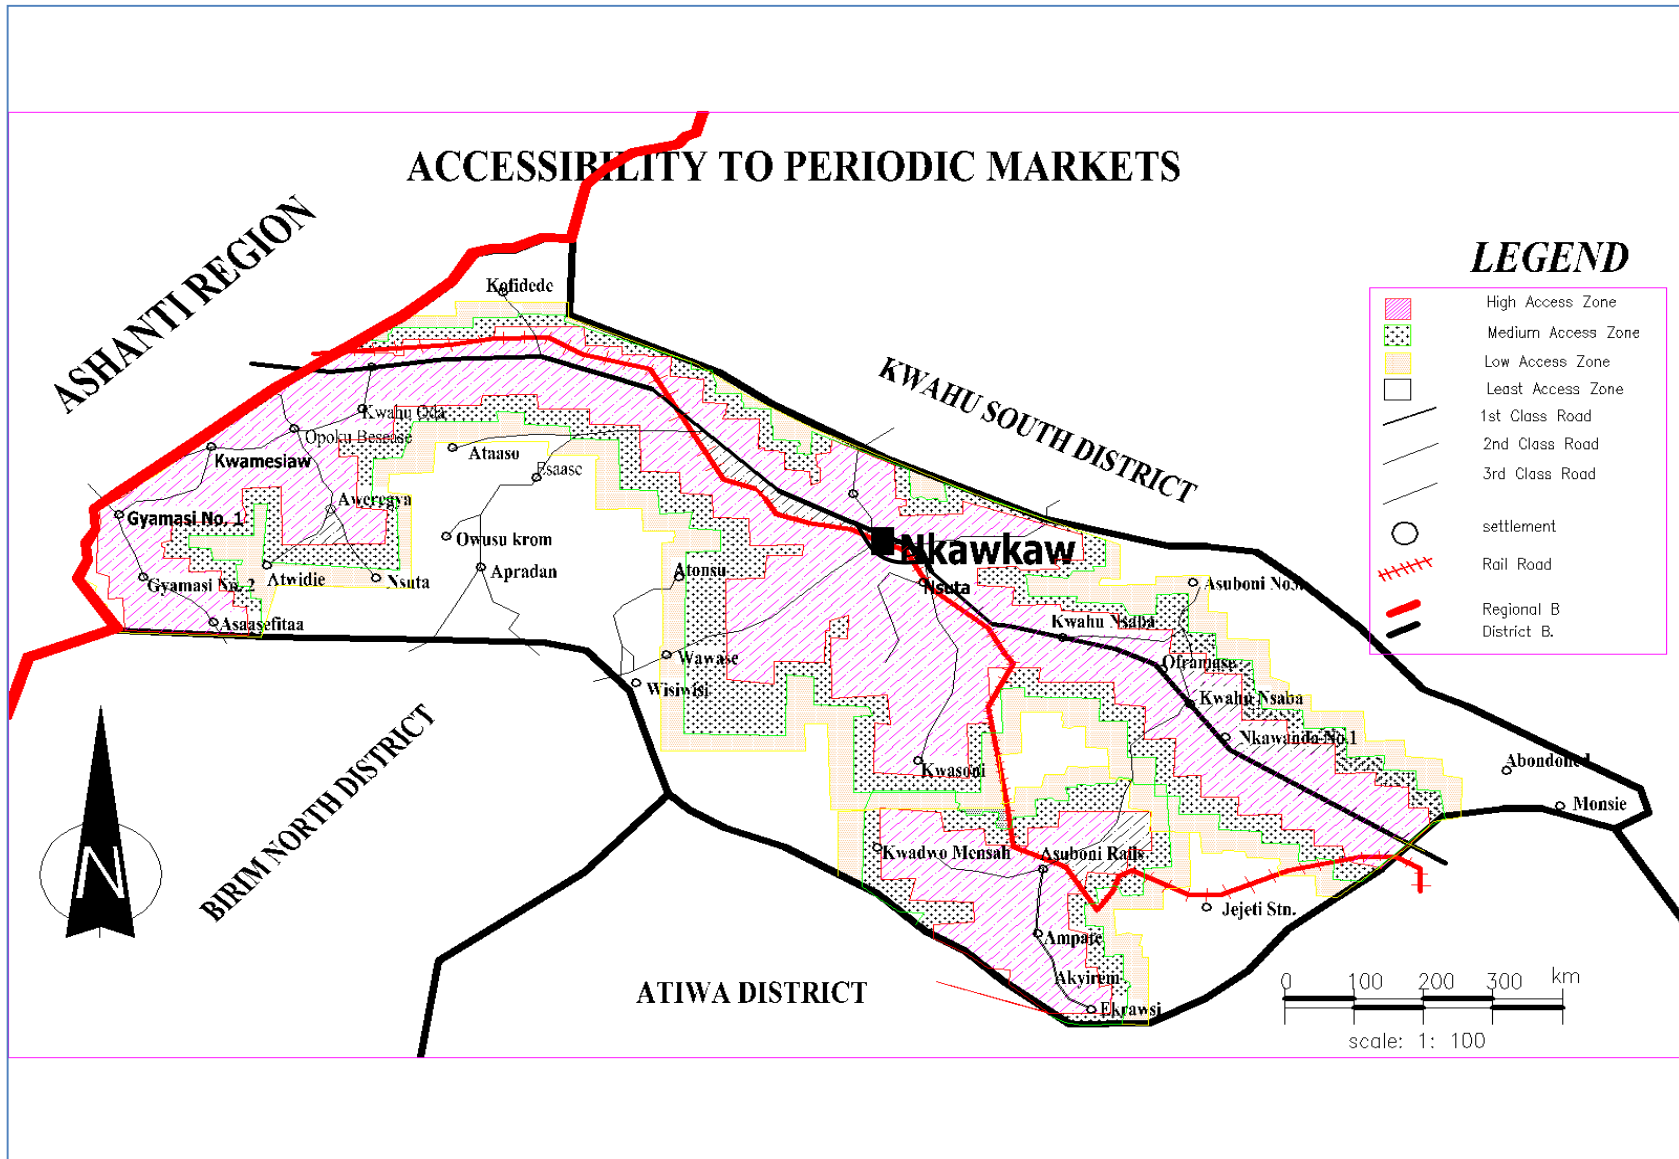 ACCESSIBILITY TO PERIODIC MARKETS
ASHANTI REGION
KWAHU SOUTH DISTRICT
BIRIM NORTH DISTRICT
ATIWA DISTRICT
LEGEND
High Access Zone
Medium Access Zone
Low Access Zone
Least Access Zone
1st Class Road
2nd Class Road
3rd Class Road
settlement
Rail Road
Regional B
District B.
Kofidede
Kwahu Oda
Opoku Besease
Kwamesiaw
Ataaso
Esaase
Gyamasi No. 1
Awereaya
Owusu krom
Nkawkaw
Gyamasi No. 2
Atwidie
Nsuta
Apradan
Atonsu
Nsuta
Asuboni No.3.
Asaasefitaa
Kwahu Nsaba
Wawase
Oframase
Wisiwisi
Kwahu Nsaba
Nkawanda No.1
Kwasoni
Abondoned
Monsie
Kwadwo Mensah
Asuboni Rails
Jejeti Stn.
Ampate
Akyirem
Ekrawsi
N
0 100 200 300 km
scale: 1: 100